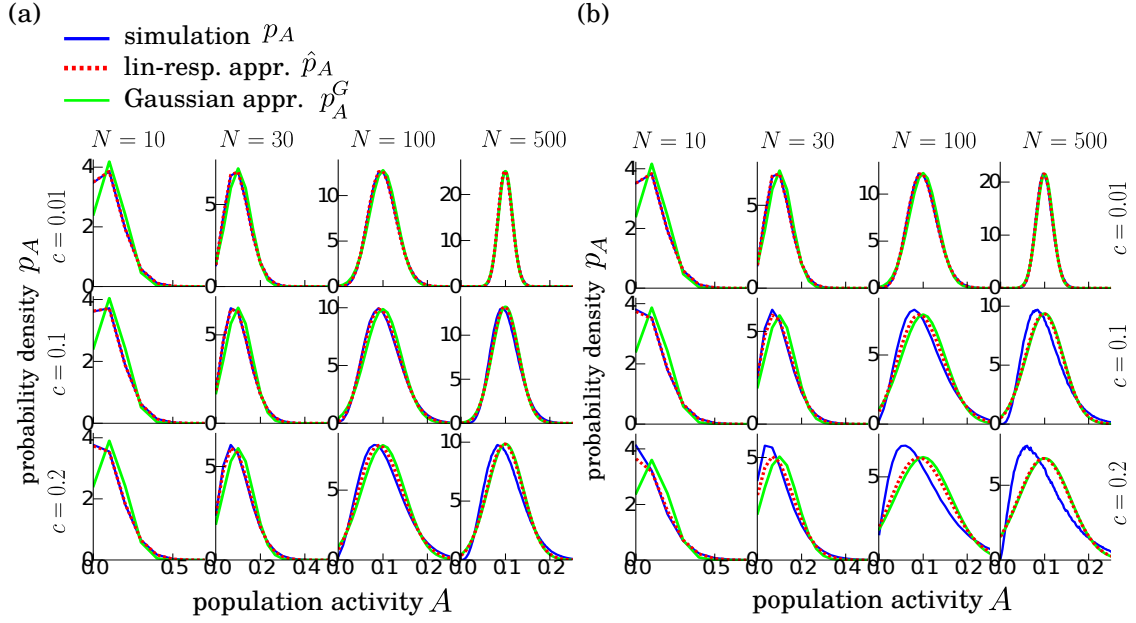 (a)
simulation p_A
lin-resp. appr. p̂_A
Gaussian appr. p_A^G
probability density p_A
N = 10 N = 30 N = 100 N = 500
c = 0.01
4 2 0
5 0
10 5 0
20 10 0
c = 0.1
4 2 0
5 0
10 5 0
10 5 0
c = 0.2
4 2 0
5 0
5 0
10 5 0
0.0 0.5 0.0 0.2 0.4 0.0 0.1 0.2 0.0 0.1 0.2
population activity A
(b)
probability density p_A
N = 10 N = 30 N = 100 N = 500
4 2 0
5 0
10 5 0
20 10 0
c = 0.01
4 2 0
5 0
5 0
10 5 0
c = 0.1
4 2 0
5 0
5 0
5 0
c = 0.2
0.0 0.5 0.0 0.2 0.4 0.0 0.1 0.2 0.0 0.1 0.2
population activity A